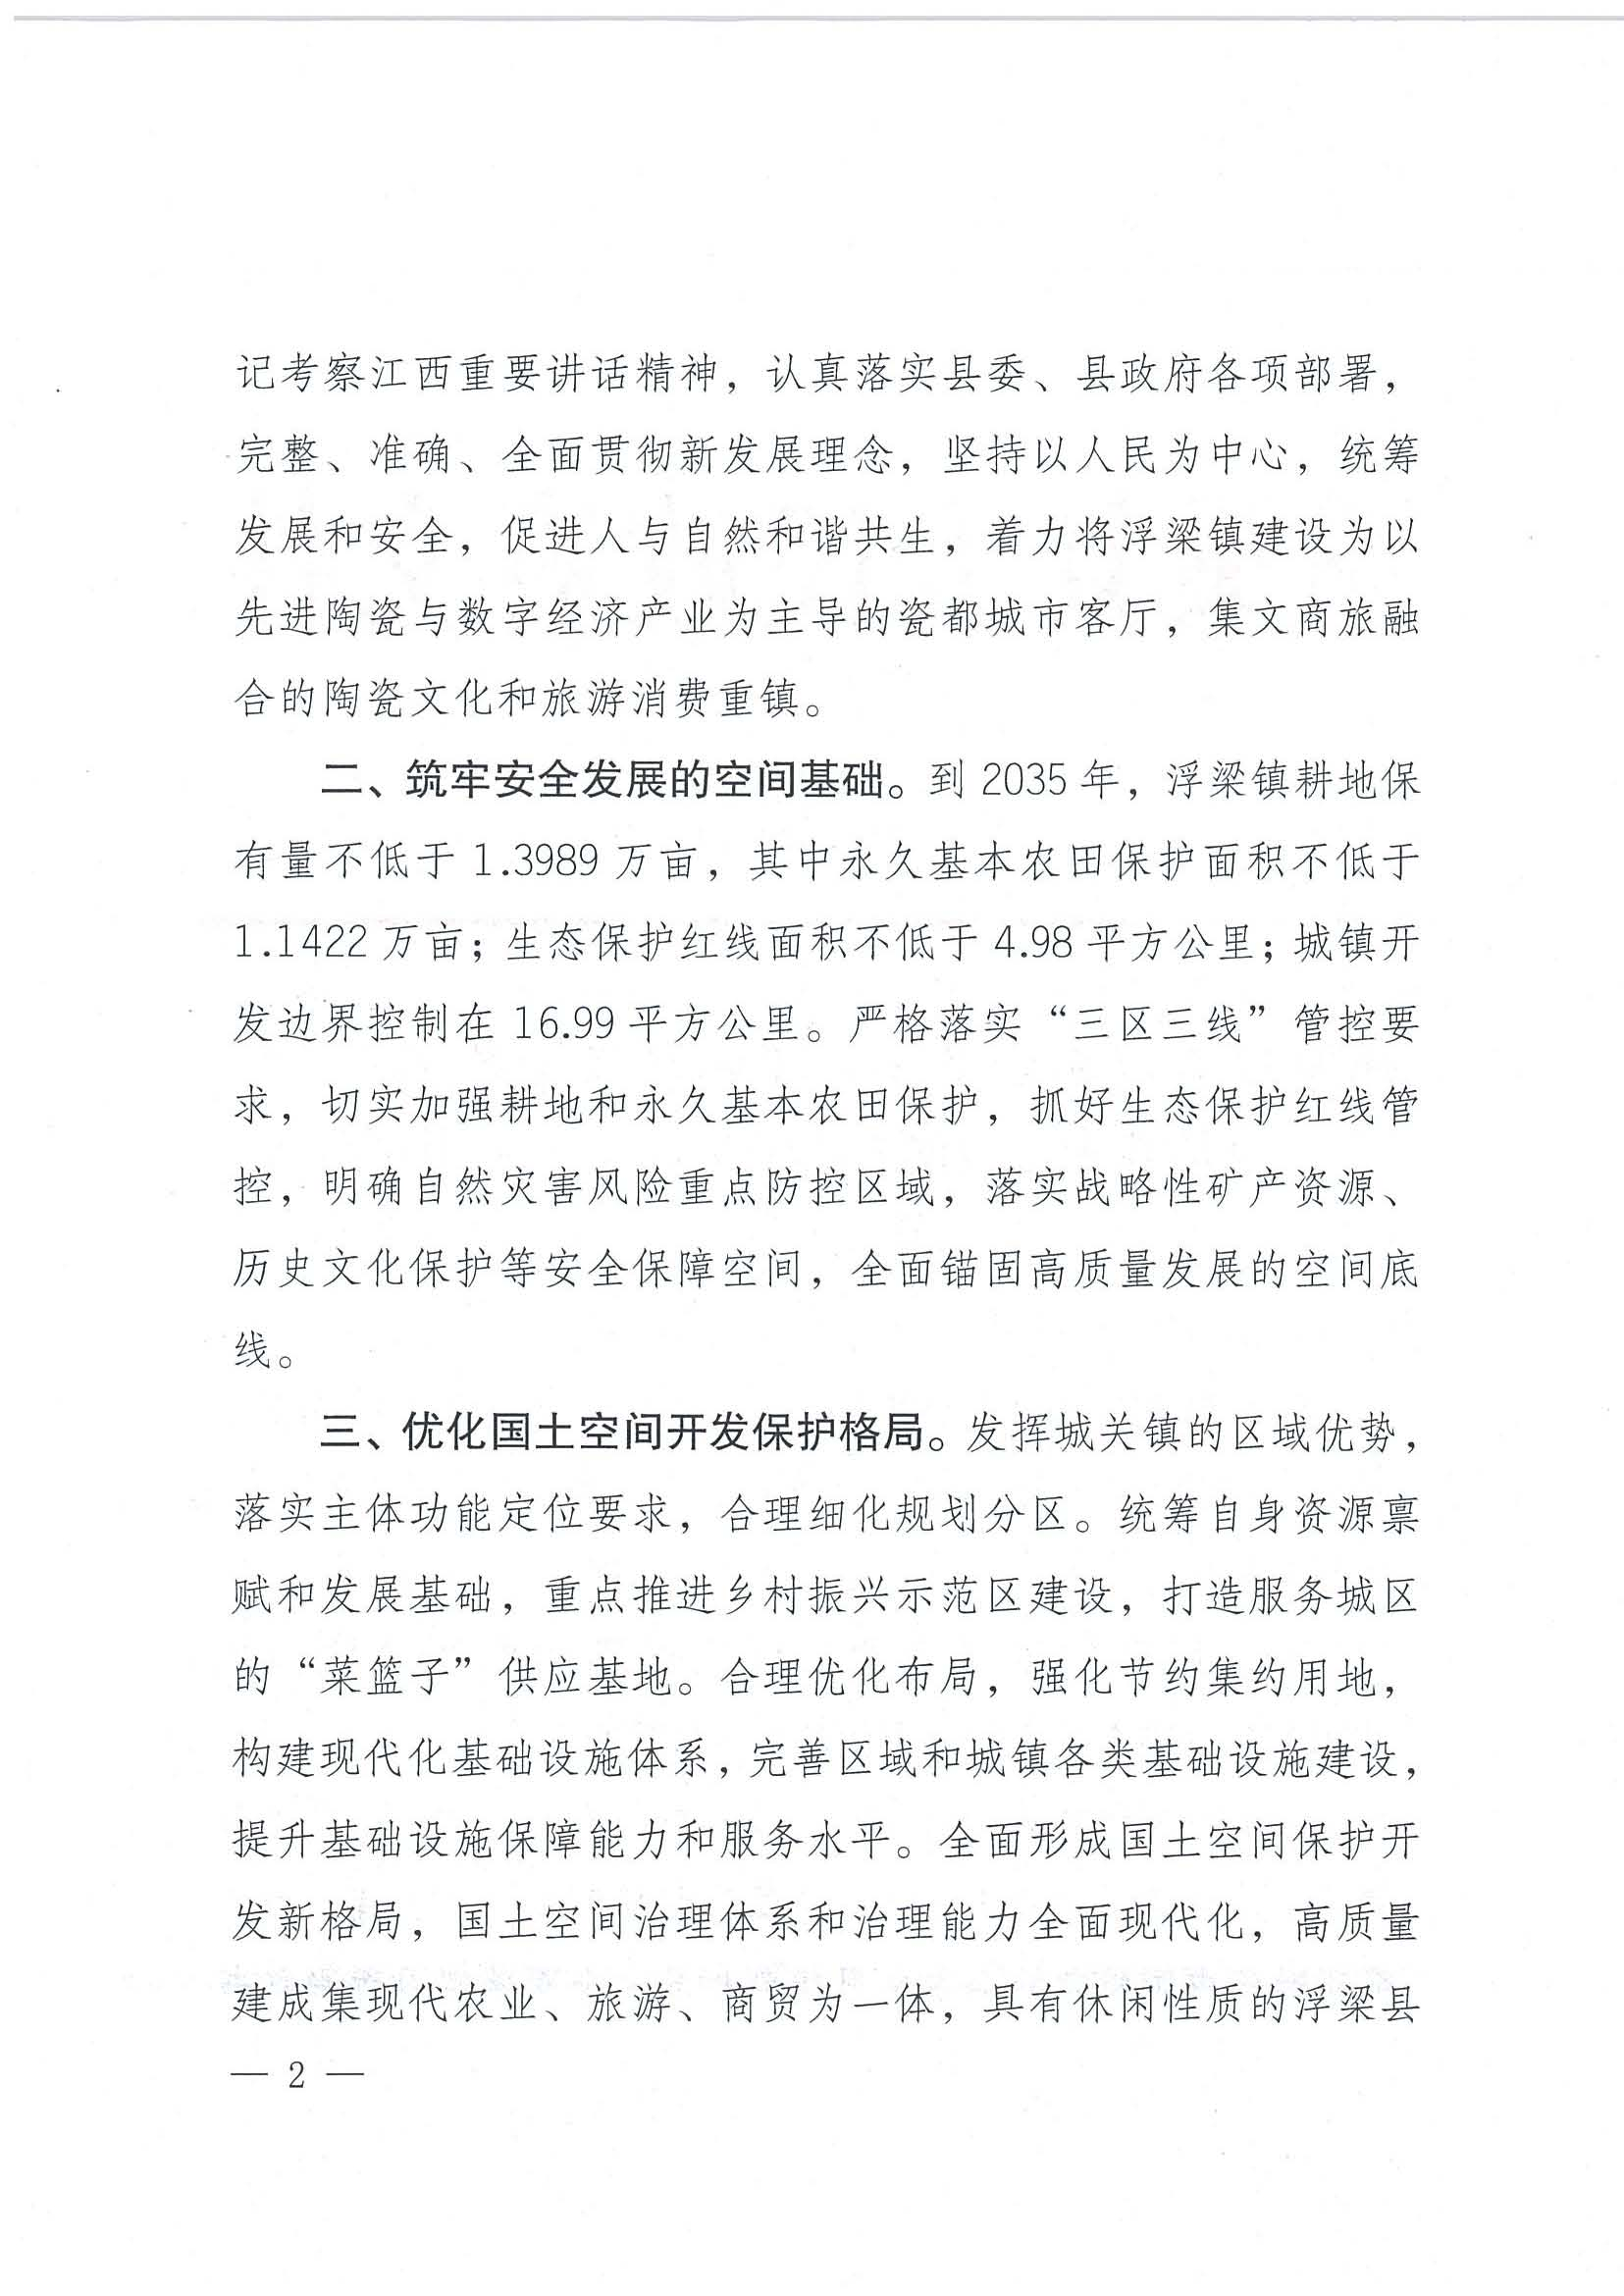 记考察江西重要讲话精神，认真落实县委、县政府各项部署，
完整、准确、全面贯彻新发展理念，坚持以人民为中心，统筹
发展和安全，促进人与自然和谐共生，着力将浮梁镇建设为以
先进陶瓷与数字经济产业为主导的瓷都城市客厅，集文商旅融
合的陶瓷文化和旅游消费重镇。
二、筑牢安全发展的空间基础。到 2035 年，浮梁镇耕地保
有量不低于 1.3989 万亩，其中永久基本农田保护面积不低于
1.1422 万亩；生态保护红线面积不低于 4.98 平方公里；城镇开
发边界控制在 16.99 平方公里。严格落实“三区三线”管控要
求，切实加强耕地和永久基本农田保护，抓好生态保护红线管
控，明确自然灾害风险重点防控区域，落实战略性矿产资源、
历史文化保护等安全保障空间，全面锚固高质量发展的空间底
线。
三、优化国土空间开发保护格局。发挥城关镇的区域优势，
落实主体功能定位要求，合理细化规划分区。统筹自身资源禀
赋和发展基础，重点推进乡村振兴示范区建设，打造服务城区
的“菜篮子”供应基地。合理优化布局，强化节约集约用地，
构建现代化基础设施体系，完善区域和城镇各类基础设施建设，
提升基础设施保障能力和服务水平。全面形成国土空间保护开
发新格局，国土空间治理体系和治理能力全面现代化，高质量
建成集现代农业、旅游、商贸为一体，具有休闲性质的浮梁县
— 2 —